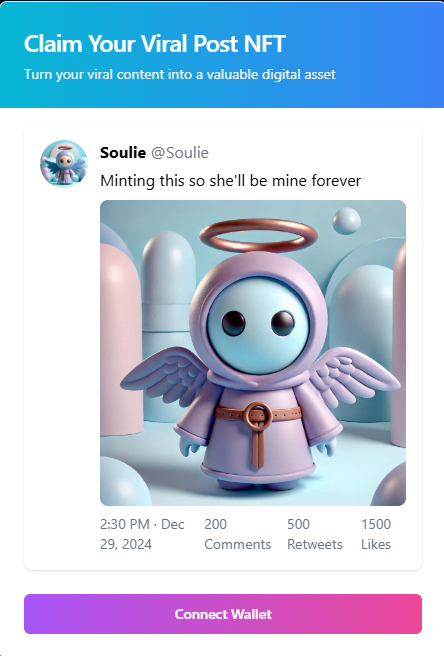 Claim Your Viral Post NFT
Turn your viral content into a valuable digital asset
Soulie @Soulie
Minting this so she'll be mine forever
2:30 PM · Dec 29, 2024
200 Comments
500 Retweets
1500 Likes
Connect Wallet